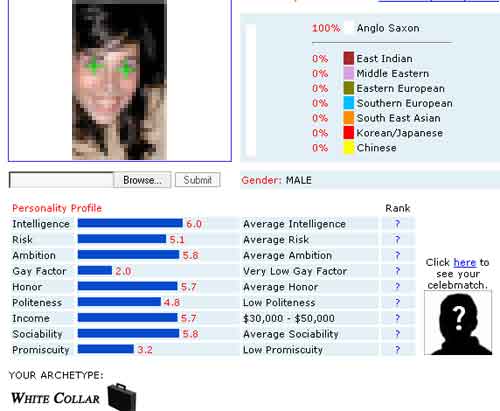 100% Anglo Saxon
0% East Indian
0% Middle Eastern
0% Eastern European
0% Southern European
0% South East Asian
0% Korean/Japanese
0% Chinese
Browse... Submit
Gender: MALE
Personality Profile Rank
Intelligence 6.0 Average Intelligence ?
Risk 5.1 Average Risk ?
Ambition 5.8 Average Ambition ?
Gay Factor 2.0 Very Low Gay Factor ?
Honor 5.7 Average Honor ?
Politeness 4.8 Low Politeness ?
Income 5.7 $30,000 - $50,000 ?
Sociability 5.8 Average Sociability ?
Promiscuity 3.2 Low Promiscuity ?
Click here to
see your
celebmatch.
?
YOUR ARCHETYPE:
WHITE COLLAR